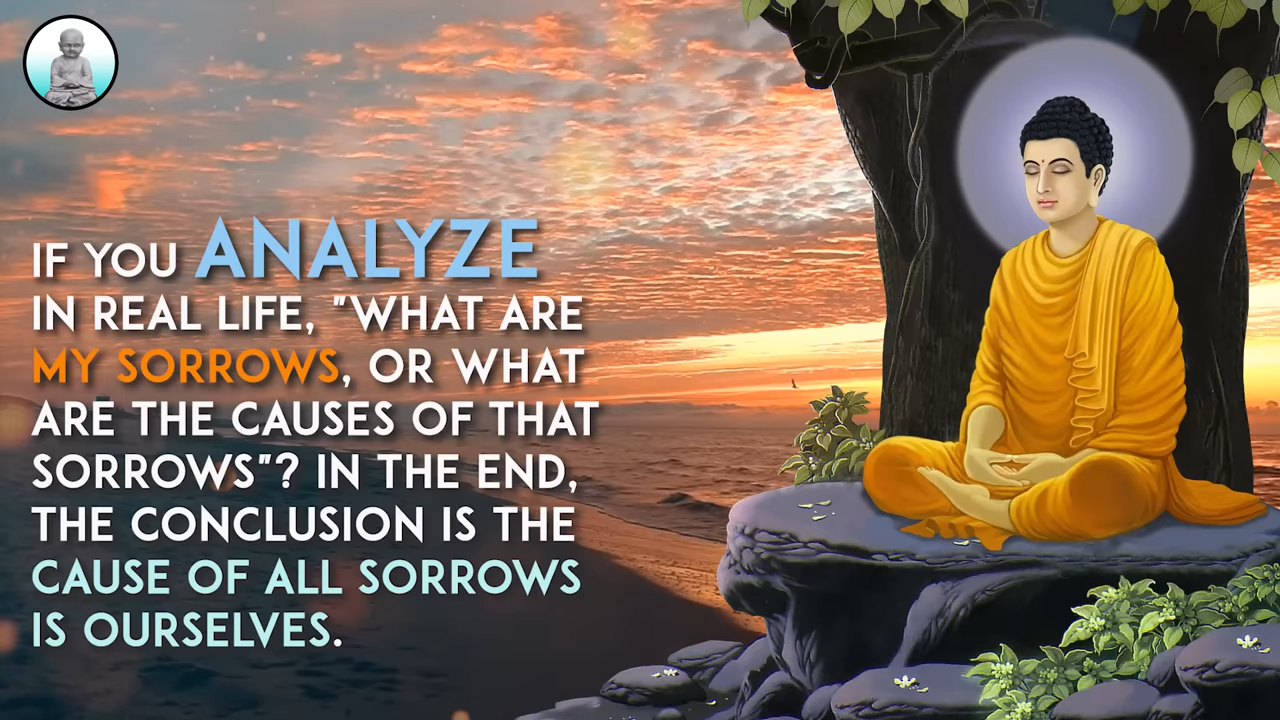 IF YOU ANALYZE
IN REAL LIFE, "WHAT ARE
MY SORROWS, OR WHAT
ARE THE CAUSES OF THAT
SORROWS"? IN THE END,
THE CONCLUSION IS THE
CAUSE OF ALL SORROWS
IS OURSELVES.